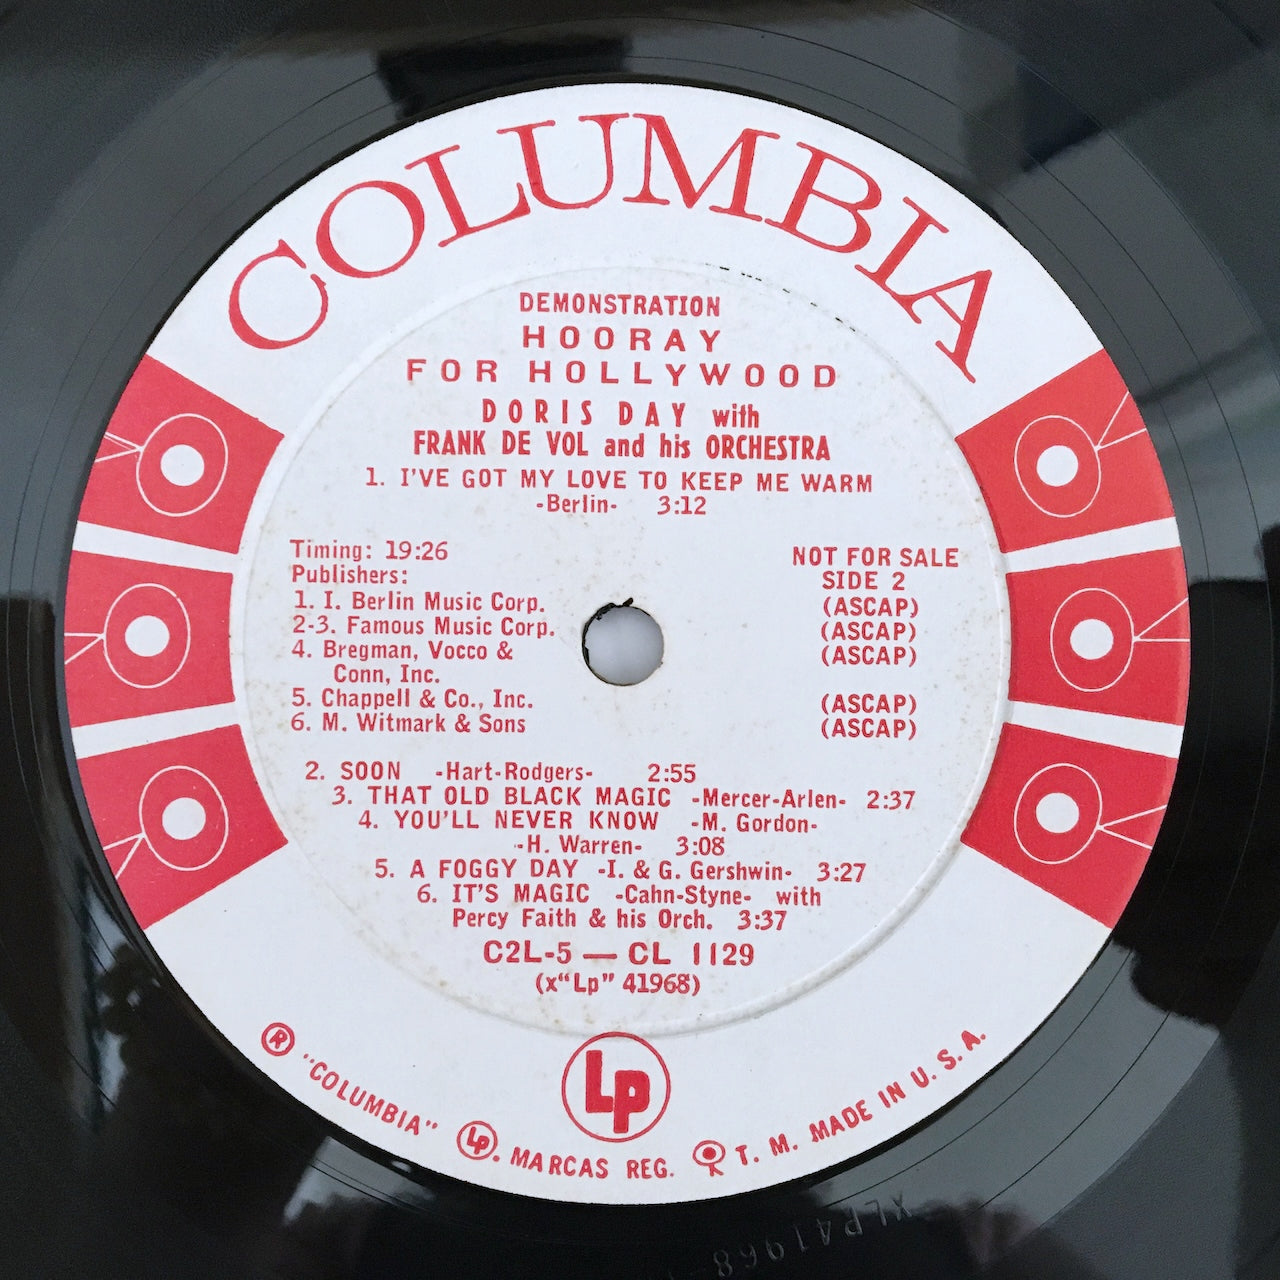 COLUMBIA
DEMONSTRATION
HOORAY
FOR HOLLYWOOD
DORIS DAY with
FRANK DE VOL and his ORCHESTRA
1. I'VE GOT MY LOVE TO KEEP ME WARM
-Berlin- 3:12
Timing: 19:26 NOT FOR SALE
Publishers: SIDE 2
1. I. Berlin Music Corp. (ASCAP)
2-3. Famous Music Corp. (ASCAP)
4. Bregman, Vocco & (ASCAP)
Conn, Inc.
5. Chappell & Co., Inc. (ASCAP)
6. M. Witmark & Sons (ASCAP)
2. SOON -Hart-Rodgers- 2:55
3. THAT OLD BLACK MAGIC -Mercer-Arlen- 2:37
4. YOU'LL NEVER KNOW -M. Gordon-
-H. Warren- 3:08
5. A FOGGY DAY -I. & G. Gershwin- 3:27
6. IT'S MAGIC -Cahn-Styne- with
Percy Faith & his Orch. 3:37
C2L-5 — CL 1129
(x"Lp" 41968)
Lp
® "COLUMBIA" Lp. MARCAS REG. T. M. MADE IN U. S. A.
XLP41968-